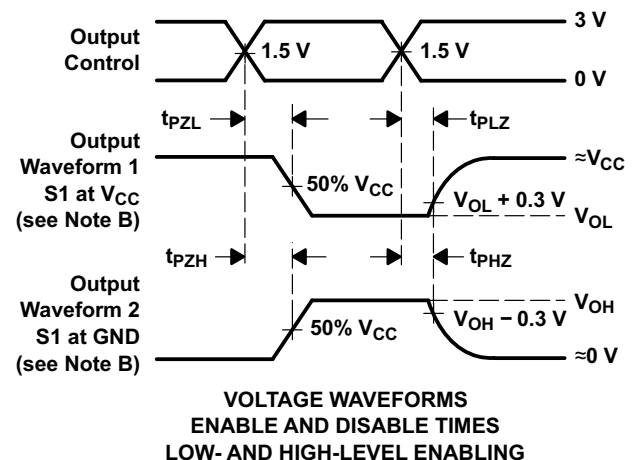 Output
Control
1.5 V
1.5 V
3 V
0 V
tPZL
tPLZ
Output
Waveform 1
S1 at VCC
(see Note B)
50% VCC
≈VCC
VOL + 0.3 V
VOL
tPZH
tPHZ
Output
Waveform 2
S1 at GND
(see Note B)
50% VCC
VOH
VOH − 0.3 V
≈0 V
VOLTAGE WAVEFORMS
ENABLE AND DISABLE TIMES
LOW- AND HIGH-LEVEL ENABLING